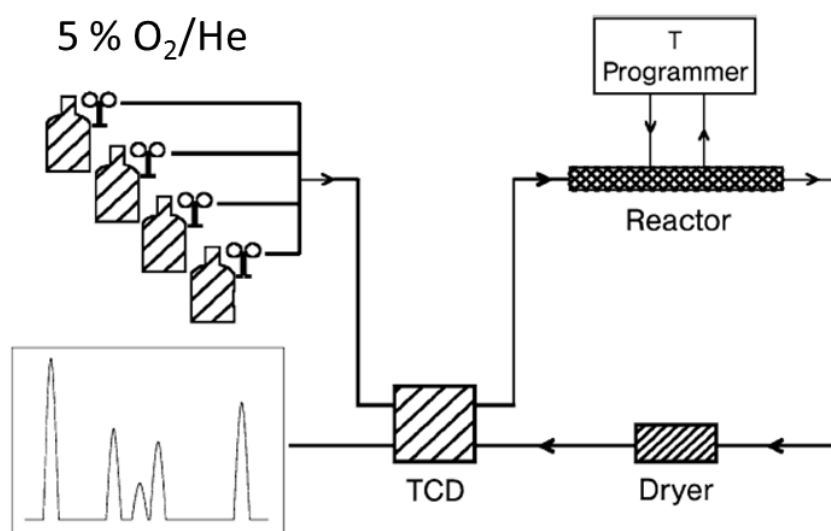 5 % O₂/He
T
Programmer
Reactor
TCD
Dryer